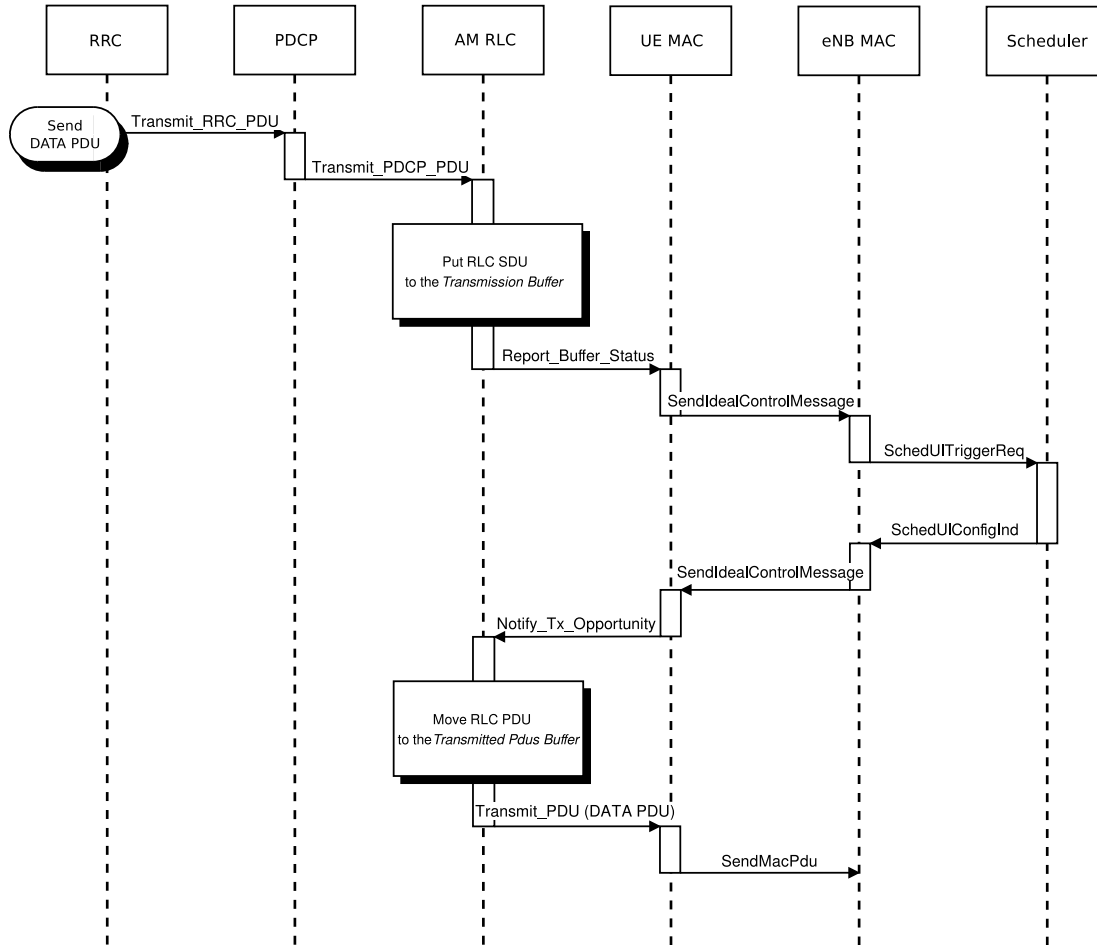 RRC
PDCP
AM RLC
UE MAC
eNB MAC
Scheduler
Send
DATA PDU
Transmit_RRC_PDU
Transmit_PDCP_PDU
Put RLC SDU
to the Transmission Buffer
Report_Buffer_Status
SendIdealControlMessage
SchedUlTriggerReq
SchedUlConfigInd
SendIdealControlMessage
Notify_Tx_Opportunity
Move RLC PDU
to the Transmitted Pdus Buffer
Transmit_PDU (DATA PDU)
SendMacPdu